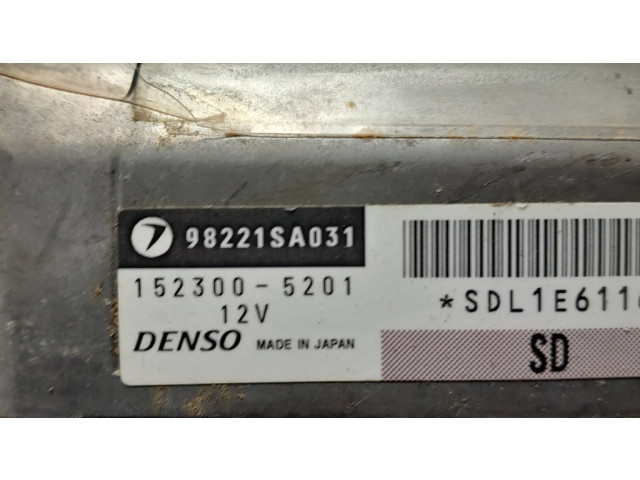 98221SA031
152300-5201
12V
DENSO MADE IN JAPAN
*SDL1E611
SD